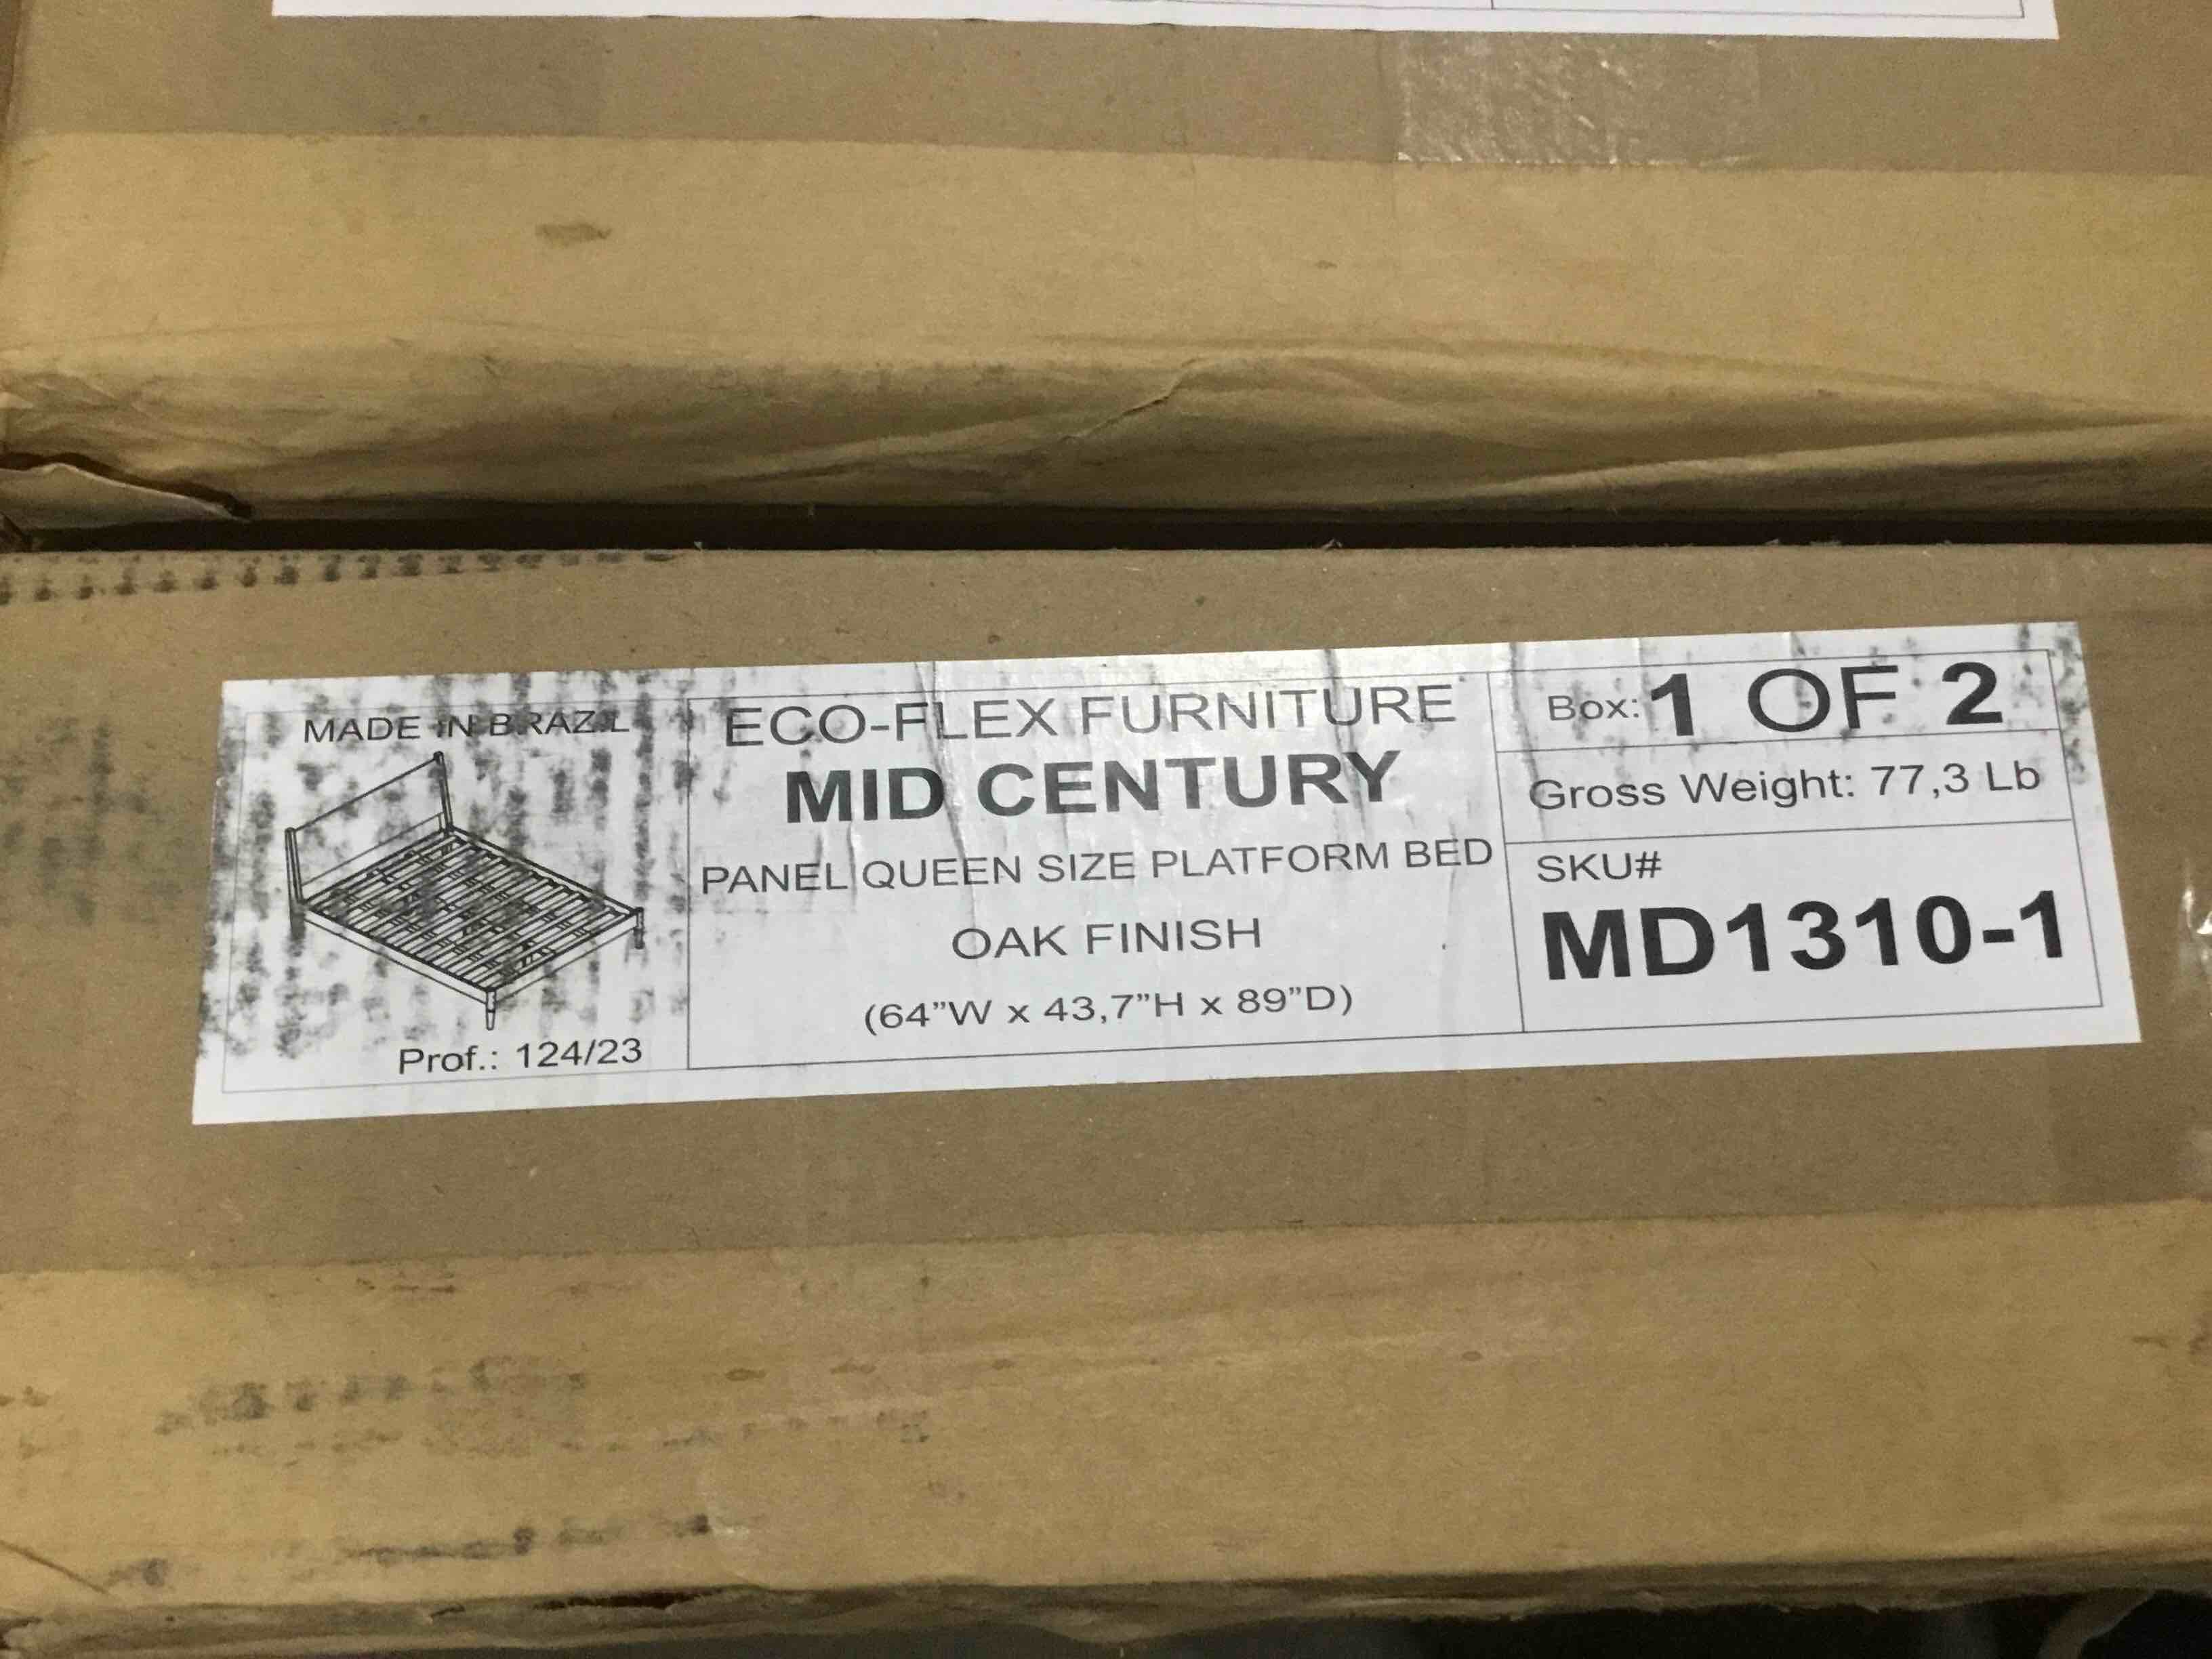 MADE IN BRAZIL
Prof.: 124/23
ECO-FLEX FURNITURE
MID CENTURY
PANEL QUEEN SIZE PLATFORM BED
OAK FINISH
(64”W x 43,7”H x 89”D)
Box: 1 OF 2
Gross Weight: 77,3 Lb
SKU#
MD1310-1